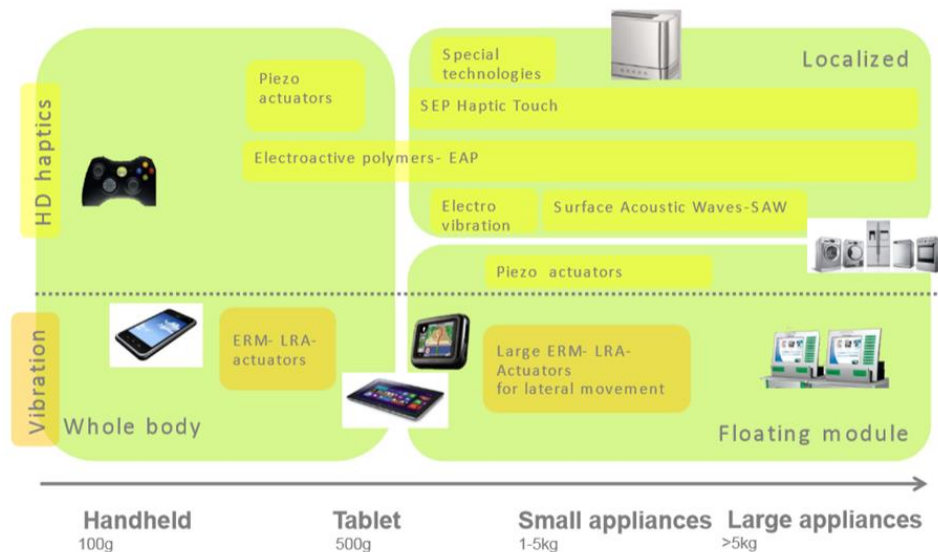 Special
technologies
Localized
Piezo
actuators
SEP Haptic Touch
HD haptics
Electroactive polymers- EAP
Electro
vibration
Surface Acoustic Waves-SAW
Piezo actuators
Vibration
ERM- LRA-
actuators
Large ERM- LRA-
Actuators
for lateral movement
Whole body
Floating module
Handheld
100g
Tablet
500g
Small appliances
1-5kg
Large appliances
>5kg